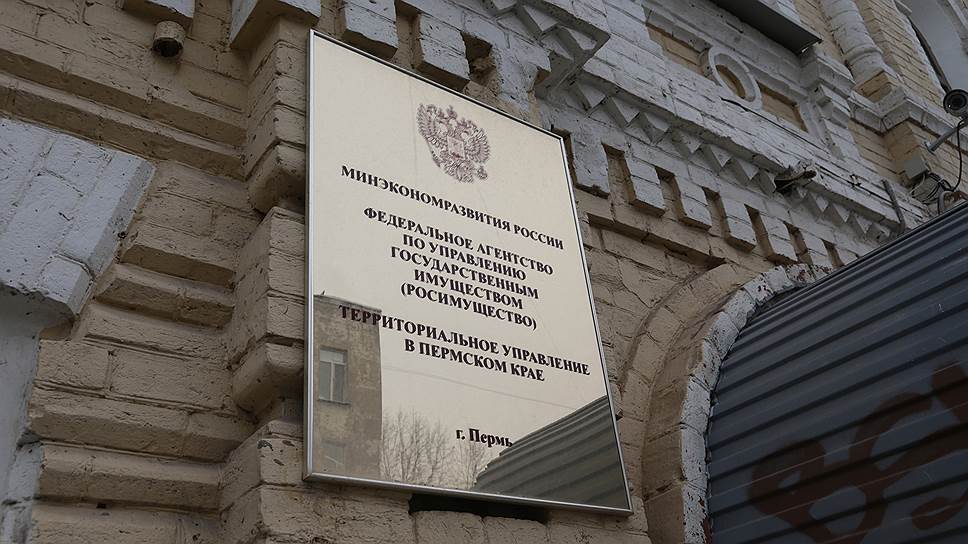 МИНЭКОНОМРАЗВИТИЯ РОССИИ
ФЕДЕРАЛЬНОЕ АГЕНТСТВО
ПО УПРАВЛЕНИЮ
ГОСУДАРСТВЕННЫМ
ИМУЩЕСТВОМ
(РОСИМУЩЕСТВО)
ТЕРРИТОРИАЛЬНОЕ УПРАВЛЕНИЕ
В ПЕРМСКОМ КРАЕ
г. Пермь